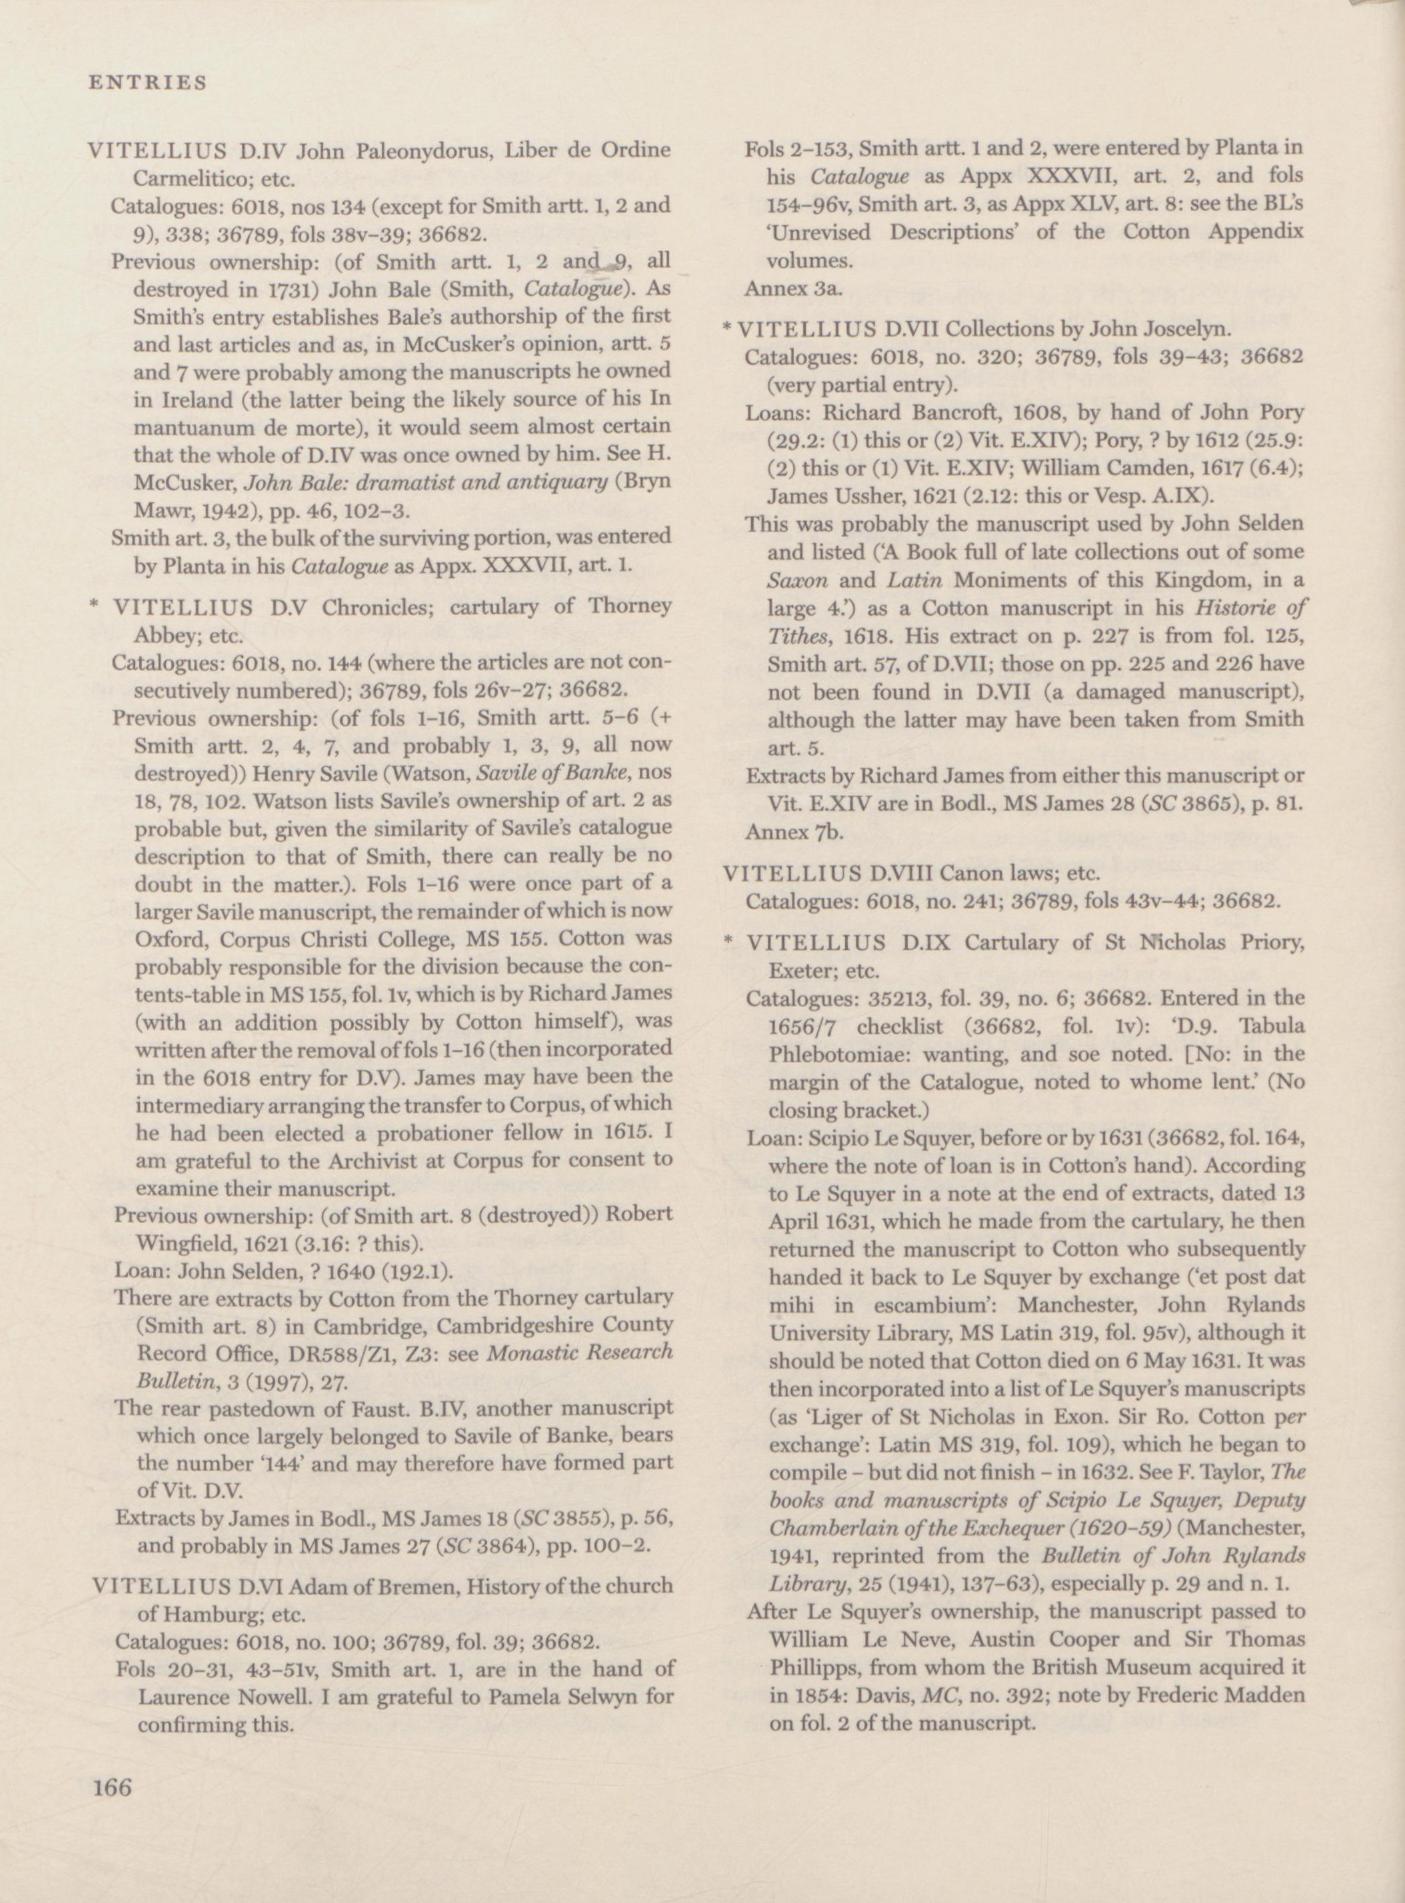 ENTRIES
VITELLIUS D.IV John Paleonydorus, Liber de Ordine
Carmelitico; etc.
Catalogues: 6018, nos 134 (except for Smith artt. 1, 2 and
9), 338; 36789, fols 38v–39; 36682.
Previous ownership: (of Smith artt. 1, 2 and 9, all
destroyed in 1731) John Bale (Smith, Catalogue). As
Smith's entry establishes Bale's authorship of the first
and last articles and as, in McCusker's opinion, artt. 5
and 7 were probably among the manuscripts he owned
in Ireland (the latter being the likely source of his In
mantuanum de morte), it would seem almost certain
that the whole of D.IV was once owned by him. See H.
McCusker, John Bale: dramatist and antiquary (Bryn
Mawr, 1942), pp. 46, 102–3.
Smith art. 3, the bulk of the surviving portion, was entered
by Planta in his Catalogue as Appx. XXXVII, art. 1.
* VITELLIUS D.V Chronicles; cartulary of Thorney
Abbey; etc.
Catalogues: 6018, no. 144 (where the articles are not con-
secutively numbered); 36789, fols 26v–27; 36682.
Previous ownership: (of fols 1–16, Smith artt. 5–6 (+
Smith artt. 2, 4, 7, and probably 1, 3, 9, all now
destroyed)) Henry Savile (Watson, Savile of Banke, nos
18, 78, 102. Watson lists Savile's ownership of art. 2 as
probable but, given the similarity of Savile's catalogue
description to that of Smith, there can really be no
doubt in the matter.). Fols 1–16 were once part of a
larger Savile manuscript, the remainder of which is now
Oxford, Corpus Christi College, MS 155. Cotton was
probably responsible for the division because the con-
tents-table in MS 155, fol. 1v, which is by Richard James
(with an addition possibly by Cotton himself), was
written after the removal of fols 1–16 (then incorporated
in the 6018 entry for D.V). James may have been the
intermediary arranging the transfer to Corpus, of which
he had been elected a probationer fellow in 1615. I
am grateful to the Archivist at Corpus for consent to
examine their manuscript.
Previous ownership: (of Smith art. 8 (destroyed)) Robert
Wingfield, 1621 (3.16: ? this).
Loan: John Selden, ? 1640 (192.1).
There are extracts by Cotton from the Thorney cartulary
(Smith art. 8) in Cambridge, Cambridgeshire County
Record Office, DR588/Z1, Z3: see Monastic Research
Bulletin, 3 (1997), 27.
The rear pastedown of Faust. B.IV, another manuscript
which once largely belonged to Savile of Banke, bears
the number '144' and may therefore have formed part
of Vit. D.V.
Extracts by James in Bodl., MS James 18 (SC 3855), p. 56,
and probably in MS James 27 (SC 3864), pp. 100–2.
VITELLIUS D.VI Adam of Bremen, History of the church
of Hamburg; etc.
Catalogues: 6018, no. 100; 36789, fol. 39; 36682.
Fols 20–31, 43–51v, Smith art. 1, are in the hand of
Laurence Nowell. I am grateful to Pamela Selwyn for
confirming this.
Fols 2–153, Smith artt. 1 and 2, were entered by Planta in
his Catalogue as Appx XXXVII, art. 2, and fols
154–96v, Smith art. 3, as Appx XLV, art. 8: see the BL's
'Unrevised Descriptions' of the Cotton Appendix
volumes.
Annex 3a.
* VITELLIUS D.VII Collections by John Joscelyn.
Catalogues: 6018, no. 320; 36789, fols 39–43; 36682
(very partial entry).
Loans: Richard Bancroft, 1608, by hand of John Pory
(29.2: (1) this or (2) Vit. E.XIV); Pory, ? by 1612 (25.9:
(2) this or (1) Vit. E.XIV; William Camden, 1617 (6.4);
James Ussher, 1621 (2.12: this or Vesp. A.IX).
This was probably the manuscript used by John Selden
and listed ('A Book full of late collections out of some
Saxon and Latin Moniments of this Kingdom, in a
large 4.') as a Cotton manuscript in his Historie of
Tithes, 1618. His extract on p. 227 is from fol. 125,
Smith art. 57, of D.VII; those on pp. 225 and 226 have
not been found in D.VII (a damaged manuscript),
although the latter may have been taken from Smith
art. 5.
Extracts by Richard James from either this manuscript or
Vit. E.XIV are in Bodl., MS James 28 (SC 3865), p. 81.
Annex 7b.
VITELLIUS D.VIII Canon laws; etc.
Catalogues: 6018, no. 241; 36789, fols 43v–44; 36682.
* VITELLIUS D.IX Cartulary of St Nicholas Priory,
Exeter; etc.
Catalogues: 35213, fol. 39, no. 6; 36682. Entered in the
1656/7 checklist (36682, fol. 1v): 'D.9. Tabula
Phlebotomiae: wanting, and soe noted. [No: in the
margin of the Catalogue, noted to whome lent.' (No
closing bracket.)
Loan: Scipio Le Squyer, before or by 1631 (36682, fol. 164,
where the note of loan is in Cotton's hand). According
to Le Squyer in a note at the end of extracts, dated 13
April 1631, which he made from the cartulary, he then
returned the manuscript to Cotton who subsequently
handed it back to Le Squyer by exchange ('et post dat
mihi in escambium': Manchester, John Rylands
University Library, MS Latin 319, fol. 95v), although it
should be noted that Cotton died on 6 May 1631. It was
then incorporated into a list of Le Squyer's manuscripts
(as 'Liger of St Nicholas in Exon. Sir Ro. Cotton per
exchange': Latin MS 319, fol. 109), which he began to
compile – but did not finish – in 1632. See F. Taylor, The
books and manuscripts of Scipio Le Squyer, Deputy
Chamberlain of the Exchequer (1620–59) (Manchester,
1941, reprinted from the Bulletin of John Rylands
Library, 25 (1941), 137–63), especially p. 29 and n. 1.
After Le Squyer's ownership, the manuscript passed to
William Le Neve, Austin Cooper and Sir Thomas
Phillipps, from whom the British Museum acquired it
in 1854: Davis, MC, no. 392; note by Frederic Madden
on fol. 2 of the manuscript.
166